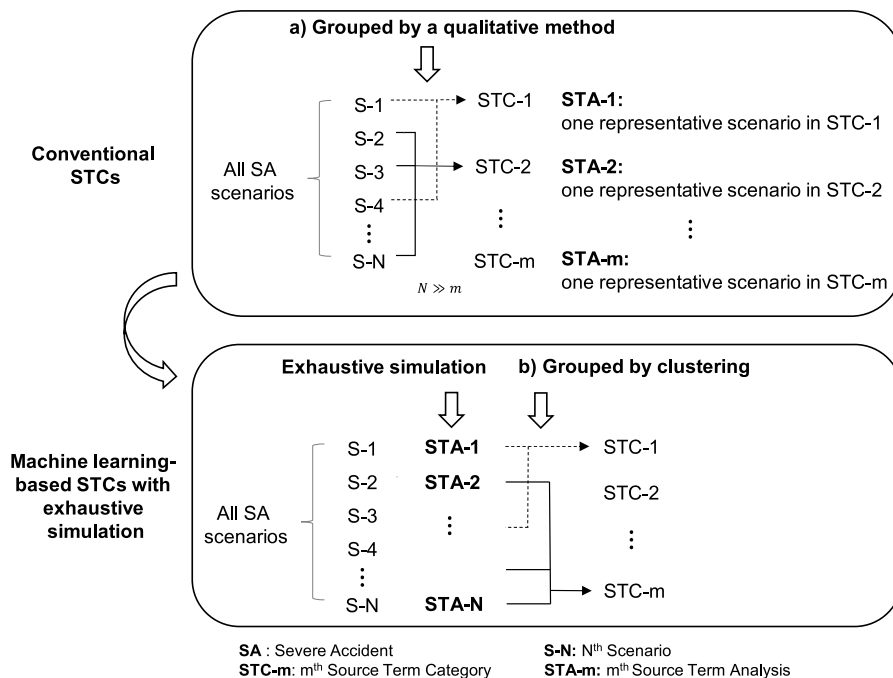 a) Grouped by a qualitative method
Conventional
STCs
All SA
scenarios
S-1
S-2
S-3
S-4
S-N
N ≫ m
STC-1
STC-2
STC-m
STA-1:
one representative scenario in STC-1
STA-2:
one representative scenario in STC-2
STA-m:
one representative scenario in STC-m
Exhaustive simulation
b) Grouped by clustering
Machine learning-
based STCs with
exhaustive
simulation
All SA
scenarios
S-1
S-2
S-3
S-4
S-N
STA-1
STA-2
STA-N
STC-1
STC-2
STC-m
SA : Severe Accident
S-N: Nth Scenario
STC-m: mth Source Term Category
STA-m: mth Source Term Analysis